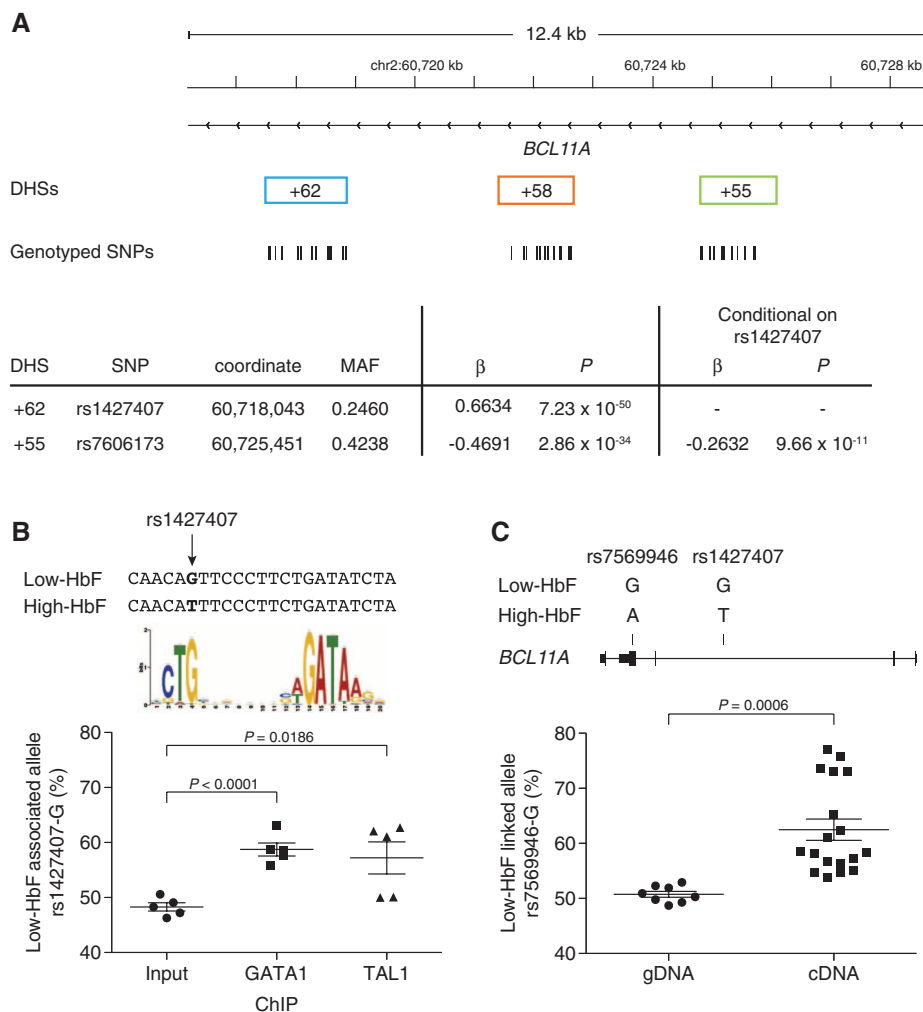 A
12.4 kb
chr2:60,720 kb 60,724 kb 60,728 kb
BCL11A
DHSs +62 +58 +55
Genotyped SNPs
Conditional on
rs1427407
DHS SNP coordinate MAF β P β P
+62 rs1427407 60,718,043 0.2460 0.6634 7.23 x 10⁻⁵⁰ - -
+55 rs7606173 60,725,451 0.4238 -0.4691 2.86 x 10⁻³⁴ -0.2632 9.66 x 10⁻¹¹
B
rs1427407
Low-HbF CAACAGTTCCCTTCTGATATCTA
High-HbF CAACATTTCCCTTCTGATATCTA
CTG GATA
80
70
60
50
40
Low-HbF associated allele
rs1427407-G (%)
P = 0.0186
P < 0.0001
Input GATA1 TAL1
ChIP
C
rs7569946 rs1427407
Low-HbF G G
High-HbF A T
BCL11A
80
70
60
50
40
Low-HbF linked allele
rs7569946-G (%)
P = 0.0006
gDNA cDNA